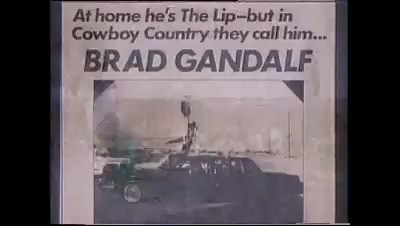 At home he's The Lip–but in
Cowboy Country they call him...
BRAD GANDALF